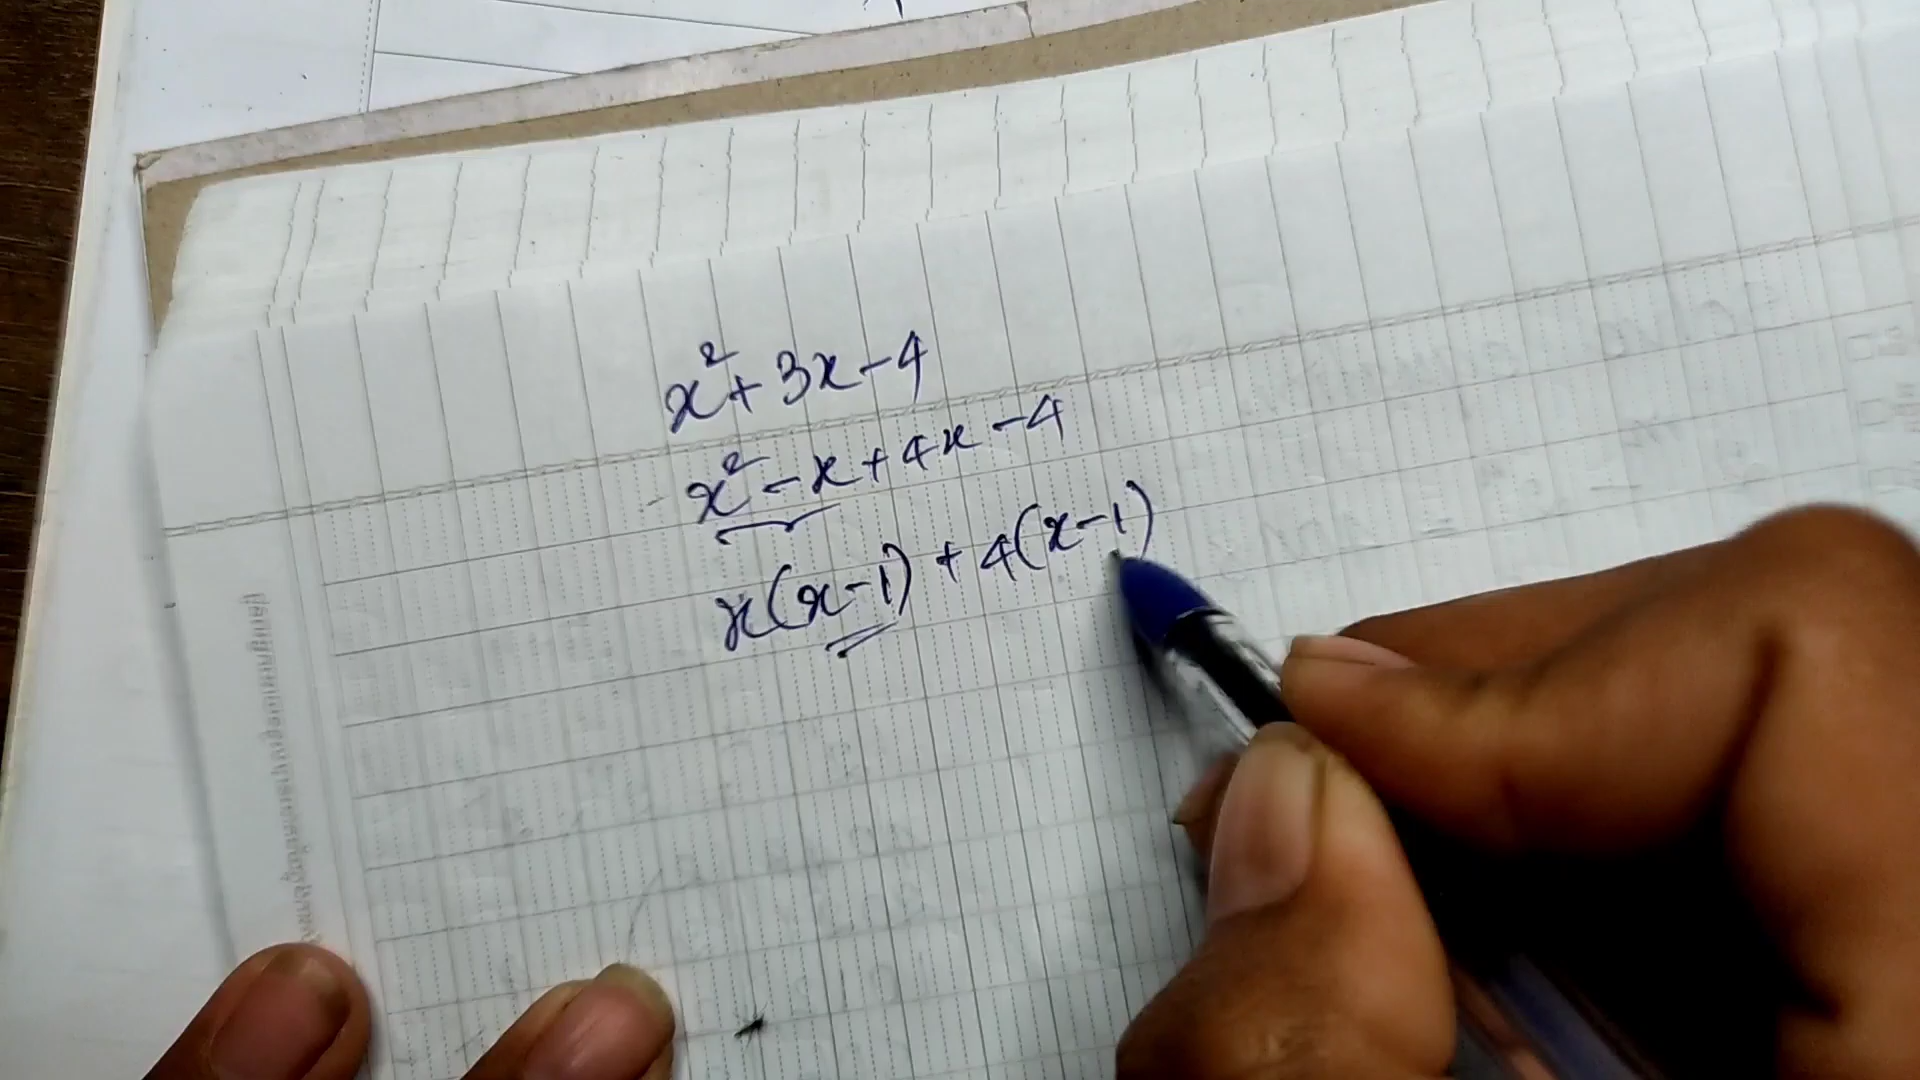 x² + 3x - 4
x² - x + 4x - 4
x(x-1) + 4(x-1)